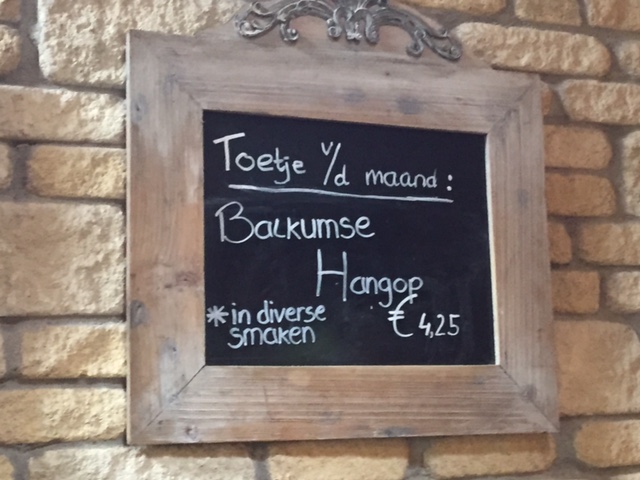 Toetje v/d maand:
Balkumse
Hangop
*in diverse
smaken
€ 4,25